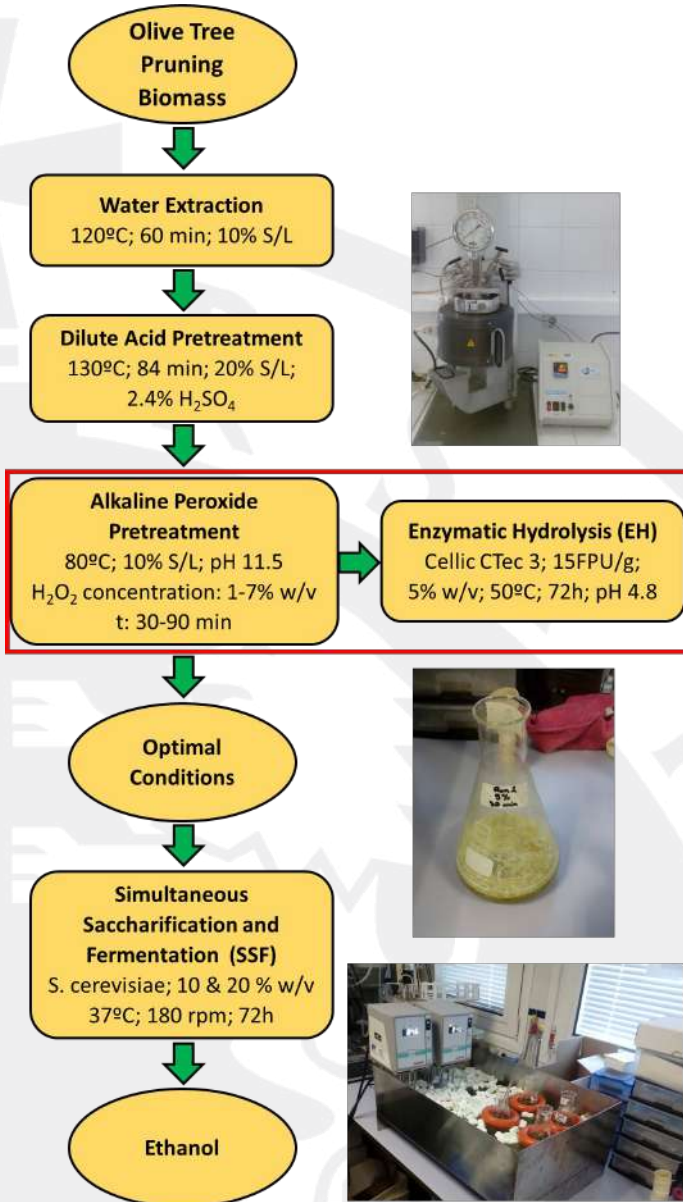 Olive Tree
Pruning
Biomass
Water Extraction
120ºC; 60 min; 10% S/L
Dilute Acid Pretreatment
130ºC; 84 min; 20% S/L;
2.4% H₂SO₄
Alkaline Peroxide
Pretreatment
80ºC; 10% S/L; pH 11.5
H₂O₂ concentration: 1-7% w/v
t: 30-90 min
Enzymatic Hydrolysis (EH)
Cellic CTec 3; 15FPU/g;
5% w/v; 50ºC; 72h; pH 4.8
Optimal
Conditions
Simultaneous
Saccharification and
Fermentation (SSF)
S. cerevisiae; 10 & 20 % w/v
37ºC; 180 rpm; 72h
Ethanol